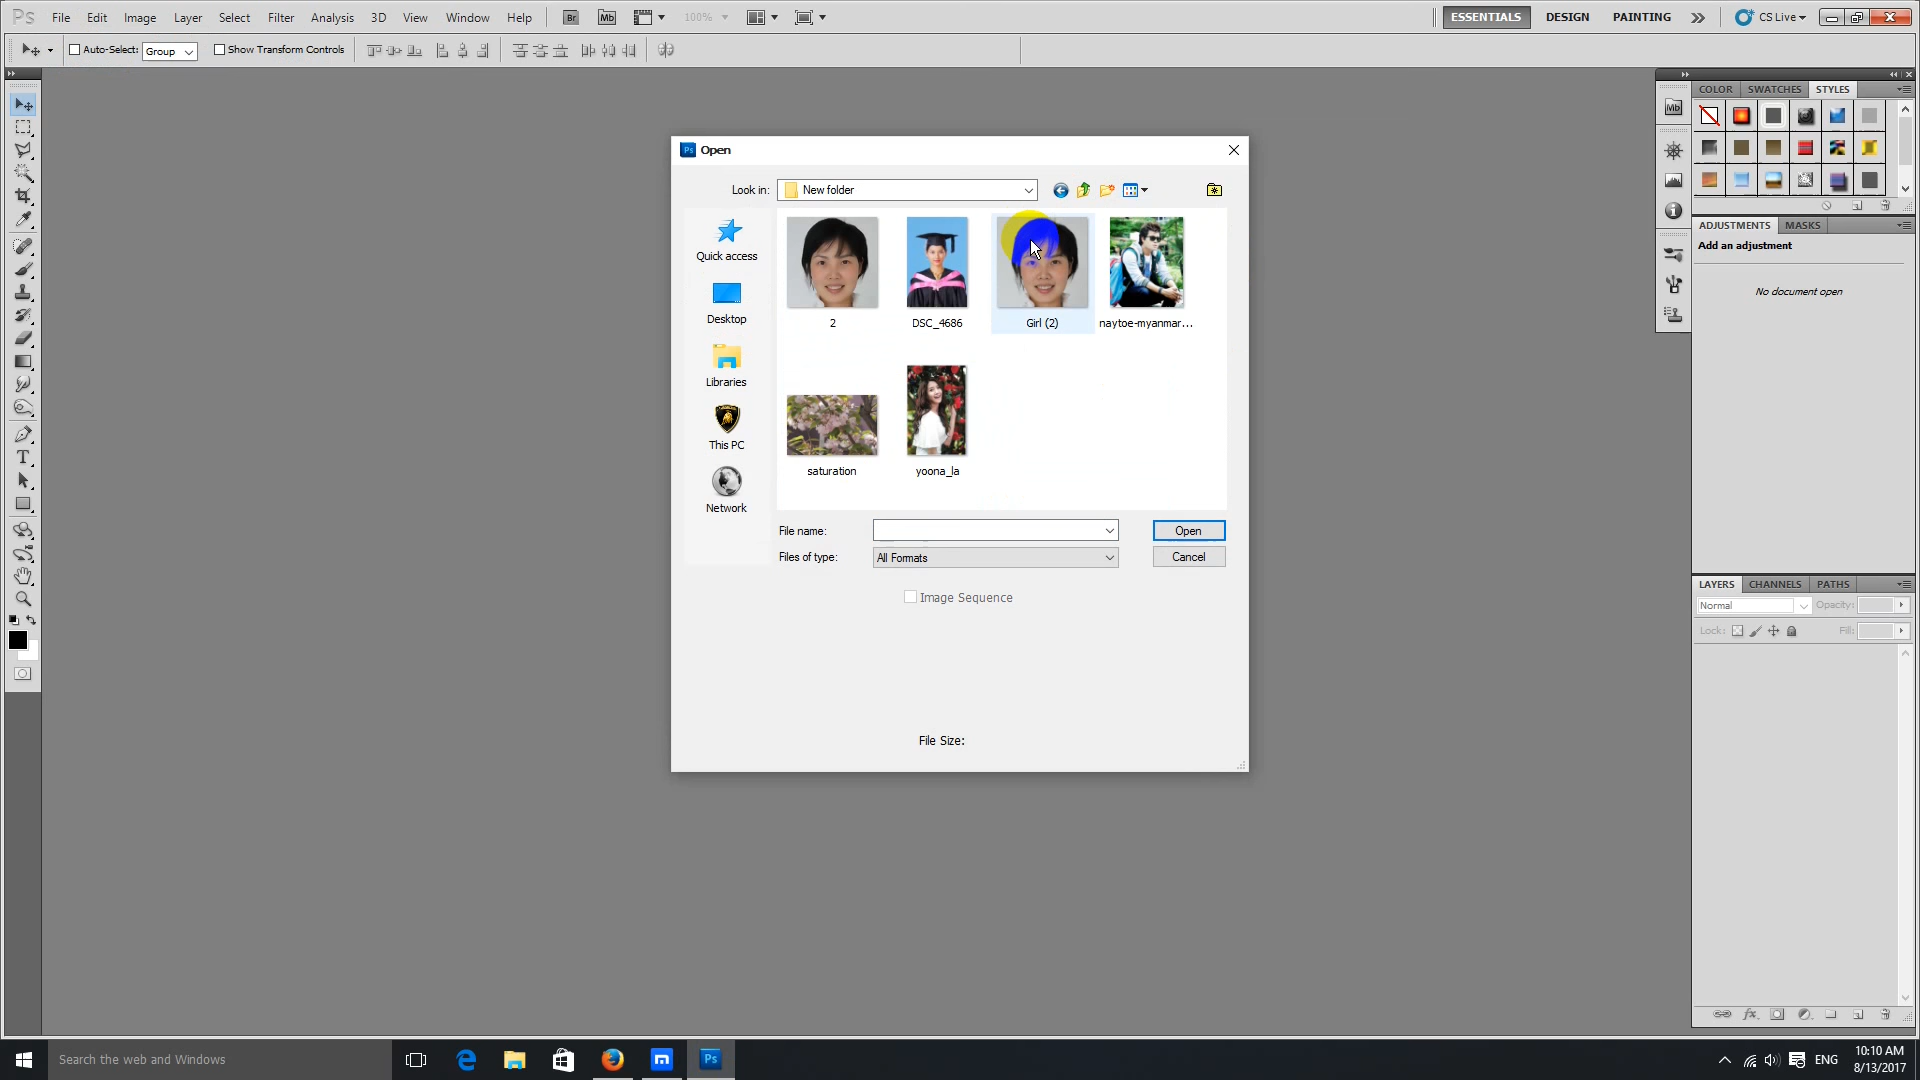 Ps File Edit Image Layer Select Filter Analysis 3D View Window Help Br Mb 100% ESSENTIALS DESIGN PAINTING CS Live
Auto-Select: Group Show Transform Controls
Open
Look in: New folder
Quick access
Desktop
Libraries
This PC
Network
2 DSC_4686 Girl (2) naytoe-myanmar...
saturation yoona_la
File name: Open
Files of type: All Formats Cancel
Image Sequence
File Size:
COLOR SWATCHES STYLES
Mb
ADJUSTMENTS MASKS
Add an adjustment
No document open
LAYERS CHANNELS PATHS
Normal Opacity:
Lock: Fill:
Search the web and Windows
Ps
ENG
10:10 AM
8/13/2017